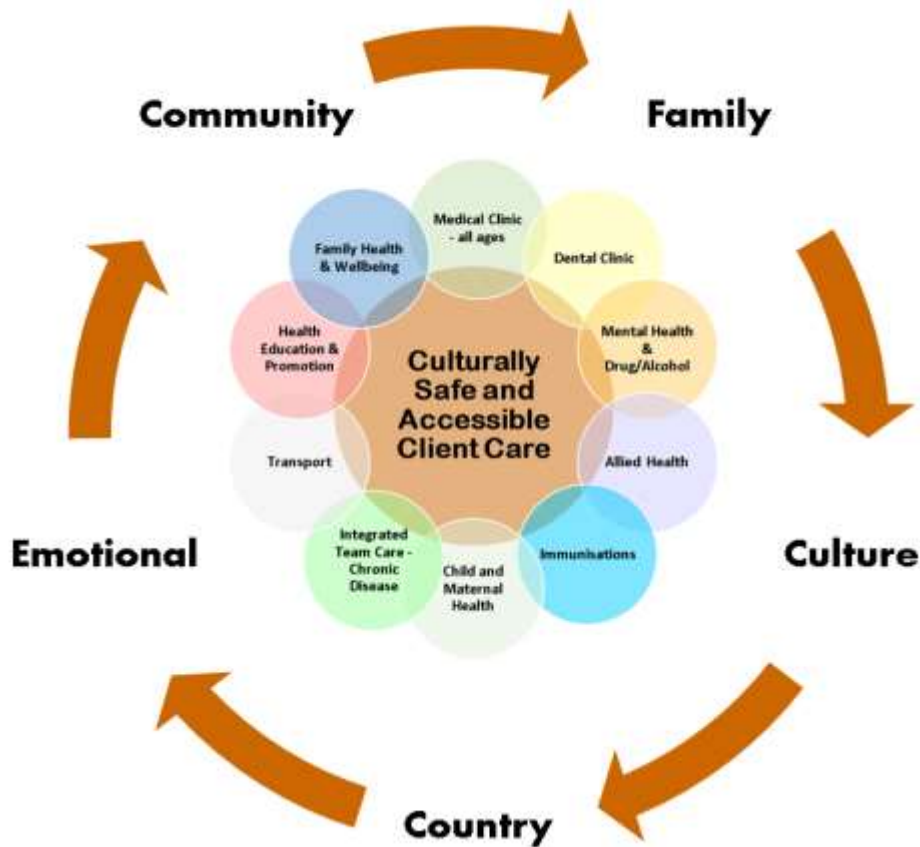 Community
Family
Medical Clinic
- all ages
Family Health
& Wellbeing
Dental Clinic
Health
Education &
Promotion
Mental Health
&
Drug/Alcohol
Culturally
Safe and
Accessible
Client Care
Transport
Allied Health
Emotional
Culture
Integrated
Team Care -
Chronic
Disease
Immunisations
Child and
Maternal
Health
Country